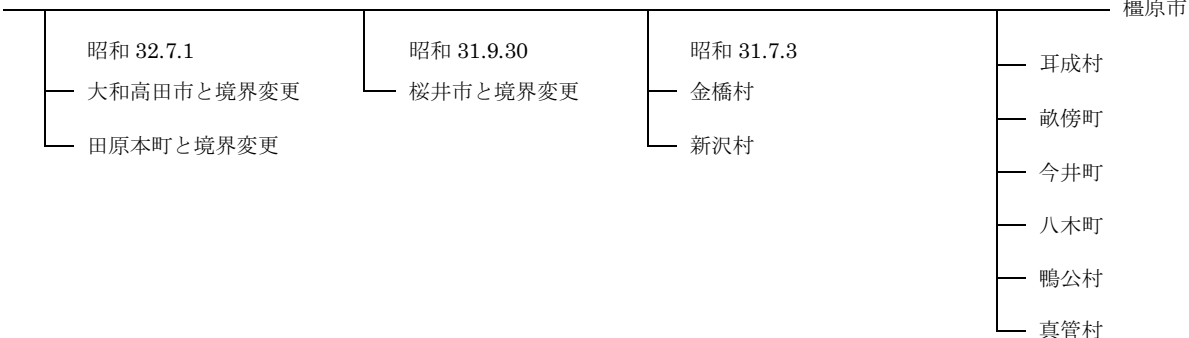 橿原市
耳成村
畝傍町
今井町
八木町
鴨公村
真菅村
昭和 31.7.3
金橋村
新沢村
昭和 31.9.30
桜井市と境界変更
昭和 32.7.1
大和高田市と境界変更
田原本町と境界変更